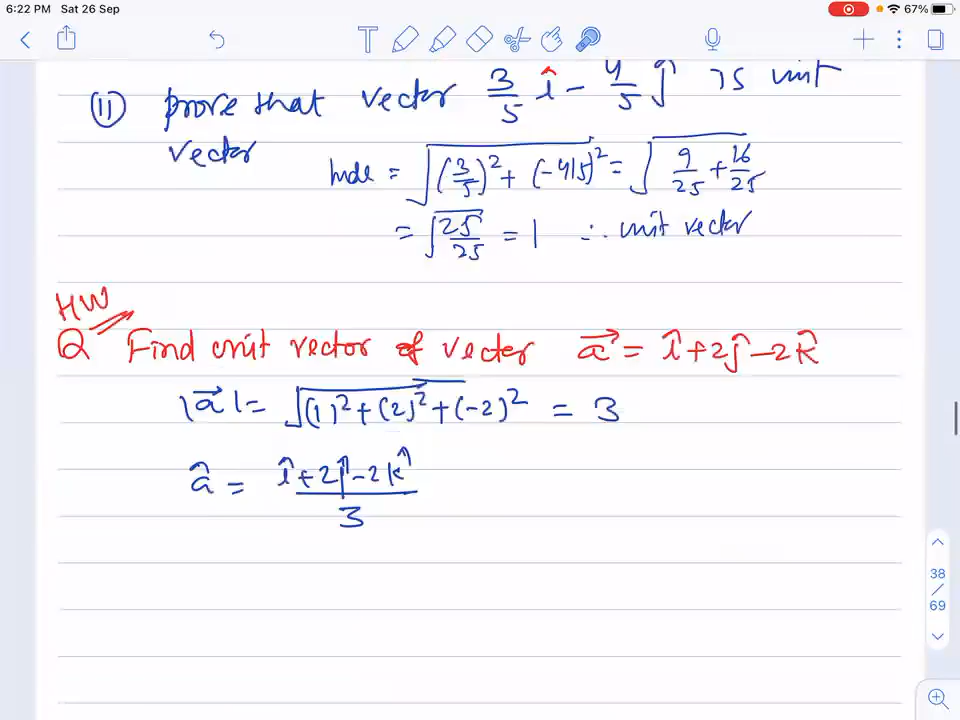 6:22 PM Sat 26 Sep 67%
(ii) prove that vector 3/5 î - 4/5 ĵ is unit
vector
mode = √((3/5)² + (-4/5)²) = √(9/25 + 16/25)
= √(25/25) = 1 ∴ unit vector
HW
Q Find unit vector of vector a⃗ = î + 2ĵ - 2k̂
|a⃗| = √((1)² + (2)² + (-2)²) = 3
â = (î + 2ĵ - 2k̂)/3
38
/
69